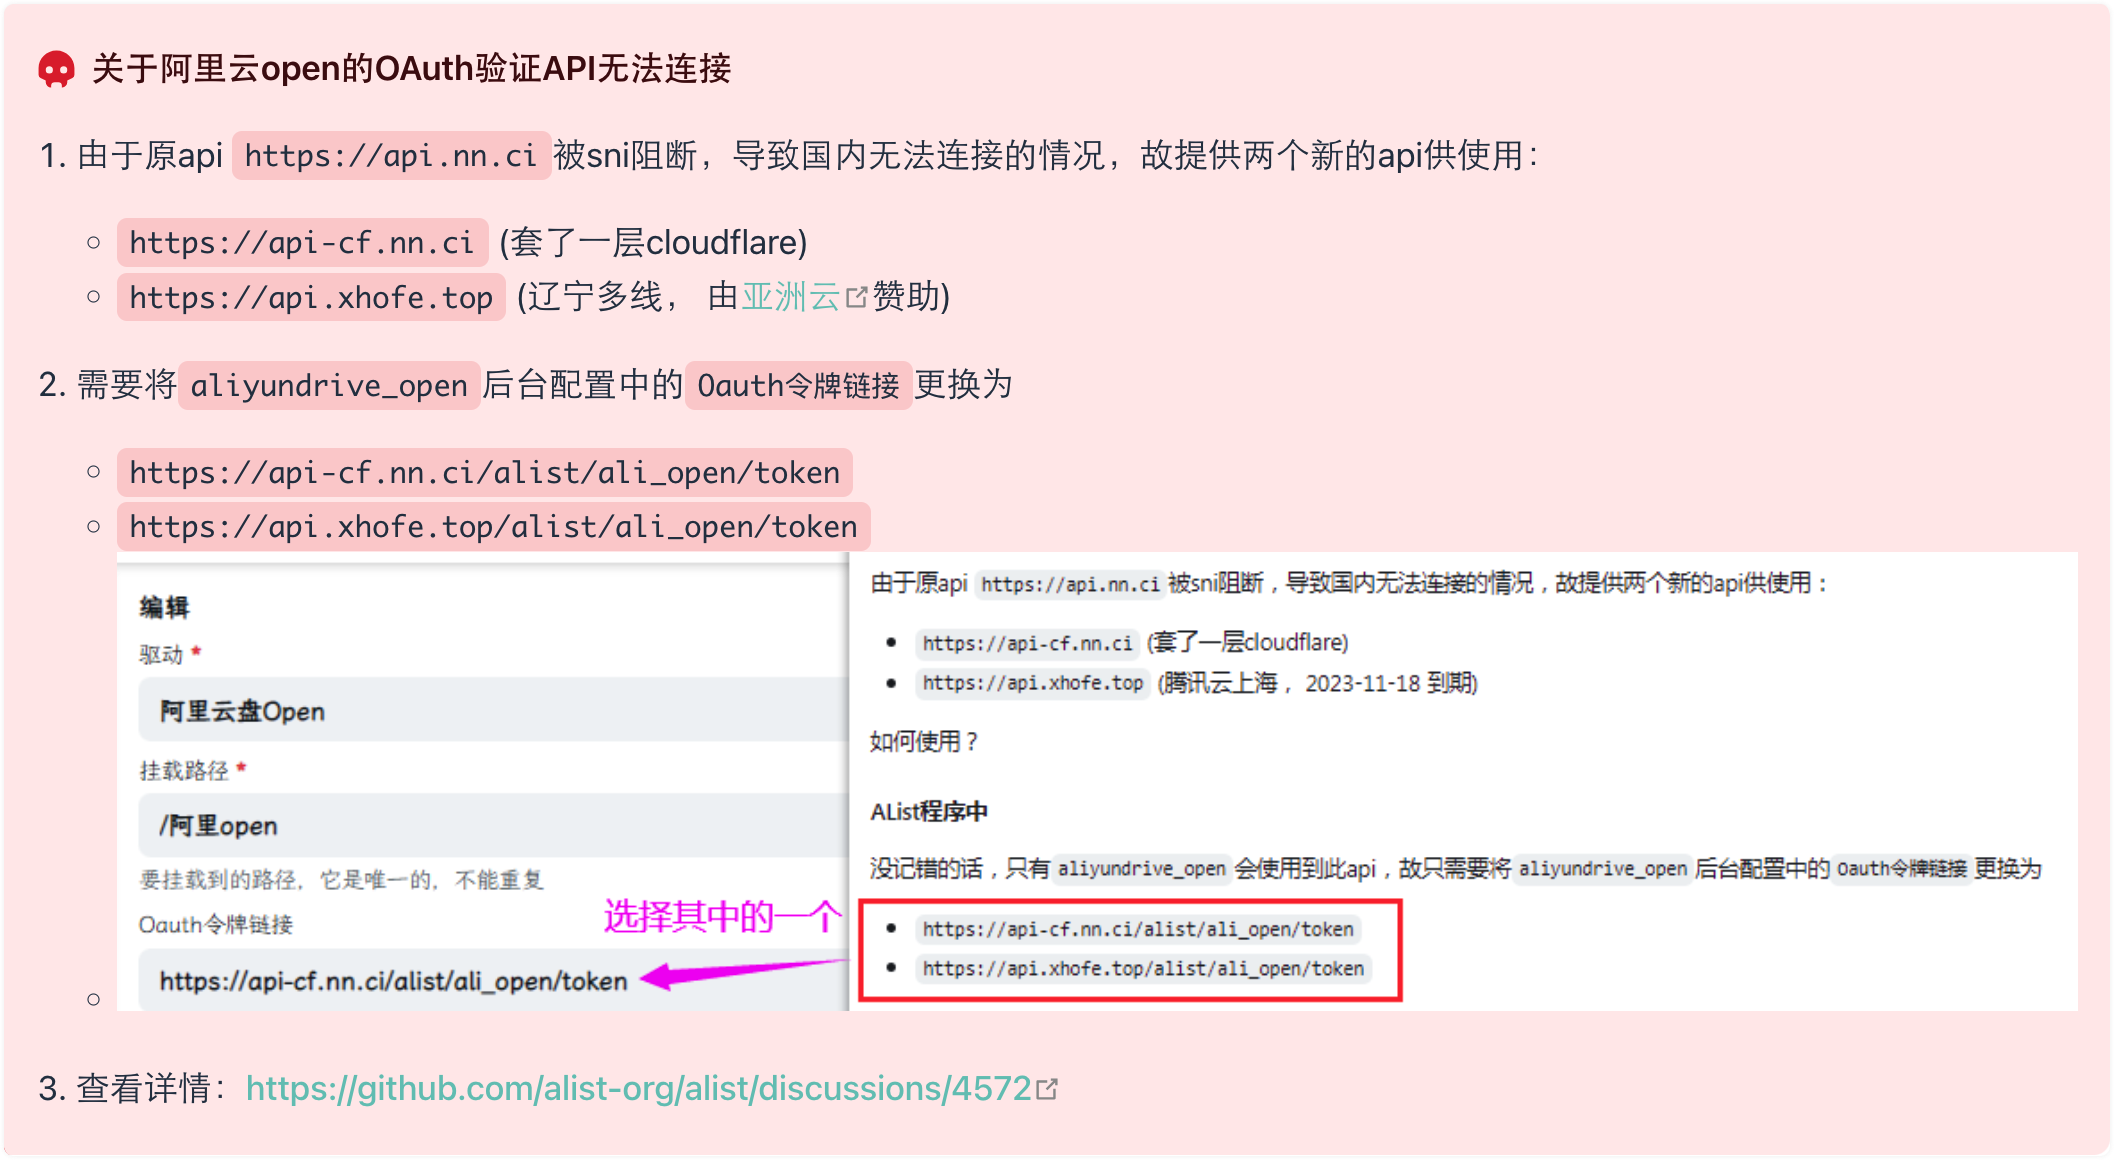 关于阿里云open的OAuth验证API无法连接
1. 由于原api https://api.nn.ci 被sni阻断，导致国内无法连接的情况，故提供两个新的api供使用：
https://api-cf.nn.ci (套了一层cloudflare)
https://api.xhofe.top (辽宁多线， 由亚洲云赞助)
2. 需要将 aliyundrive_open 后台配置中的 Oauth令牌链接 更换为
https://api-cf.nn.ci/alist/ali_open/token
https://api.xhofe.top/alist/ali_open/token
编辑
驱动 *
阿里云盘Open
挂载路径 *
/阿里open
要挂载到的路径，它是唯一的，不能重复
Oauth令牌链接
选择其中的一个
https://api-cf.nn.ci/alist/ali_open/token
由于原api https://api.nn.ci 被sni阻断，导致国内无法连接的情况，故提供两个新的api供使用：
• https://api-cf.nn.ci (套了一层cloudflare)
• https://api.xhofe.top (腾讯云上海， 2023-11-18 到期)
如何使用？
AList程序中
没记错的话，只有 aliyundrive_open 会使用到此api，故只需要将 aliyundrive_open 后台配置中的 Oauth令牌链接 更换为
• https://api-cf.nn.ci/alist/ali_open/token
• https://api.xhofe.top/alist/ali_open/token
3. 查看详情：https://github.com/alist-org/alist/discussions/4572